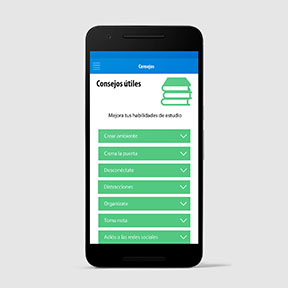 Consejos
Consejos útiles
Mejora tus habilidades de estudio
Crear ambiente
Cierra la puerta
Desconéctate
Distracciones
Organízate
Toma nota
Adiós a las redes sociales